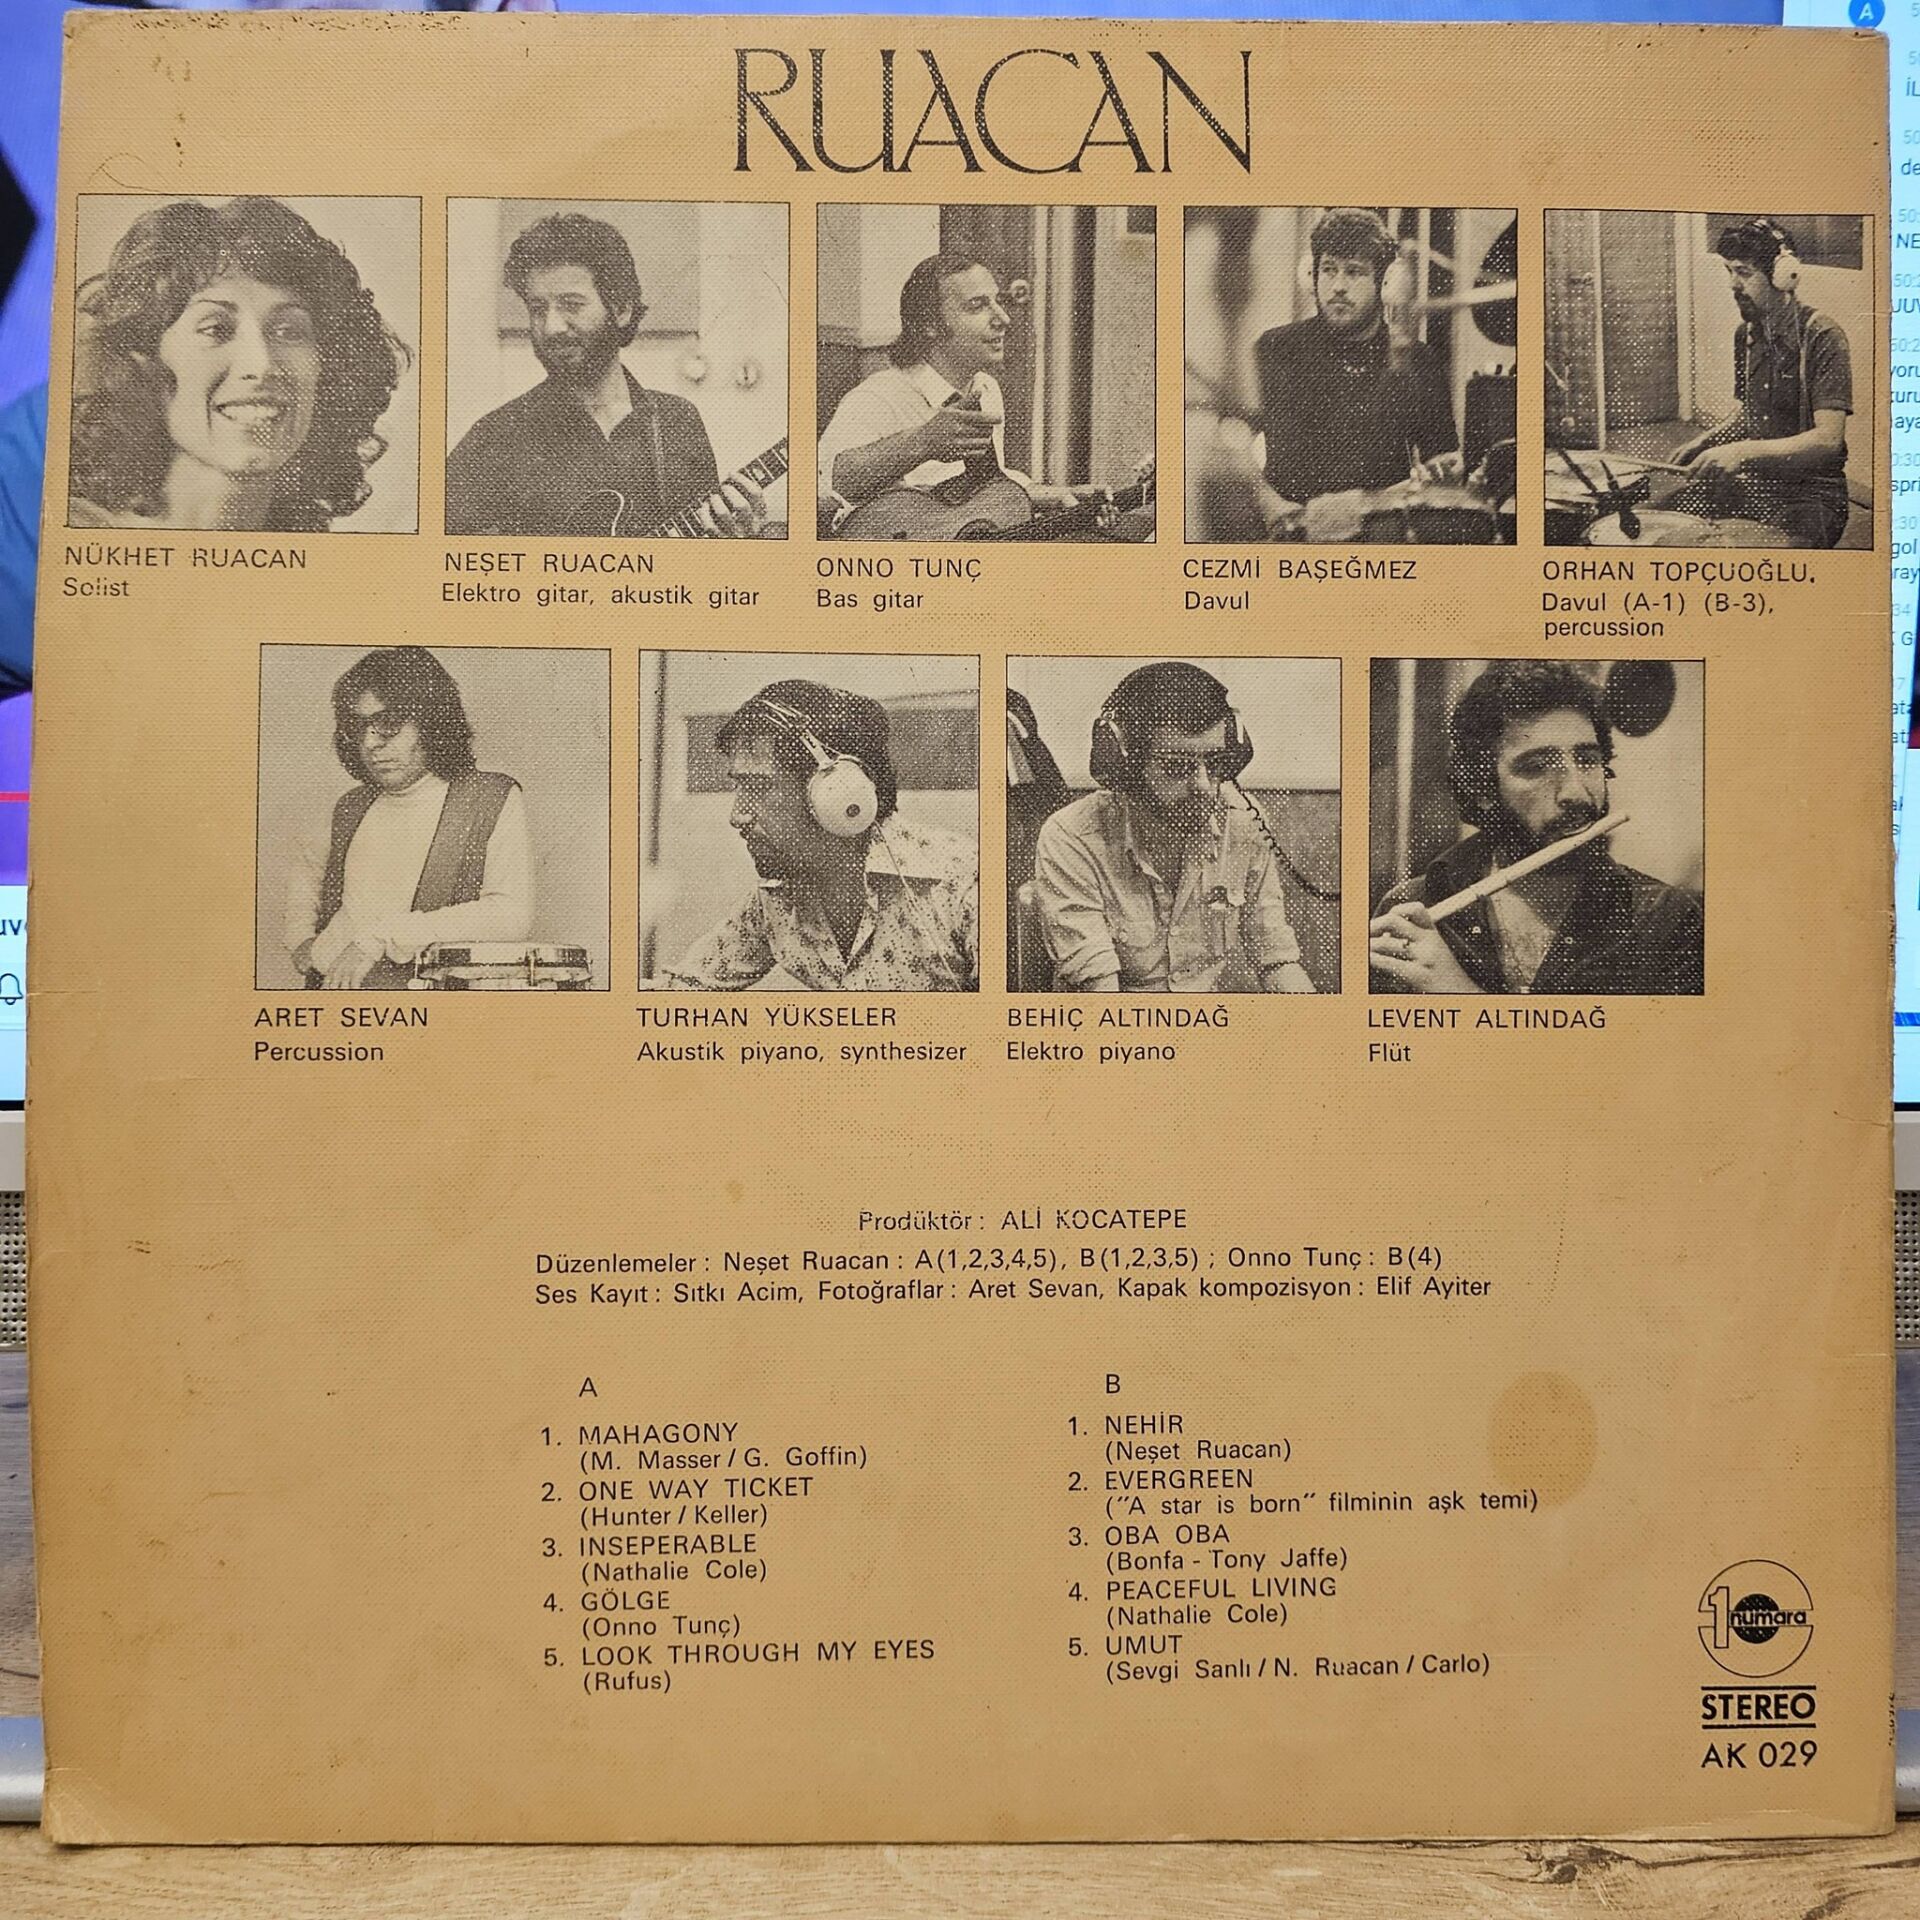 RUACAN
NÜKHET RUACAN
Solist
NEŞET RUACAN
Elektro gitar, akustik gitar
ONNO TUNÇ
Bas gitar
CEZMİ BAŞEĞMEZ
Davul
ORHAN TOPÇUOĞLU.
Davul (A-1) (B-3),
percussion
ARET SEVAN
Percussion
TURHAN YÜKSELER
Akustik piyano, synthesizer
BEHİÇ ALTINDAĞ
Elektro piyano
LEVENT ALTINDAĞ
Flüt
Prodüktör : ALİ KOCATEPE
Düzenlemeler : Neşet Ruacan : A(1,2,3,4,5), B(1,2,3,5) ; Onno Tunç : B(4)
Ses Kayıt : Sıtkı Acim, Fotoğraflar : Aret Sevan, Kapak kompozisyon : Elif Ayiter
A
1. MAHAGONY
(M. Masser / G. Goffin)
2. ONE WAY TICKET
(Hunter / Keller)
3. INSEPERABLE
(Nathalie Cole)
4. GÖLGE
(Onno Tunç)
5. LOOK THROUGH MY EYES
(Rufus)
B
1. NEHİR
(Neşet Ruacan)
2. EVERGREEN
("A star is born" filminin aşk temi)
3. OBA OBA
(Bonfa - Tony Jaffe)
4. PEACEFUL LIVING
(Nathalie Cole)
5. UMUT
(Sevgi Sanlı / N. Ruacan / Carlo)
1 numara
STEREO
AK 029